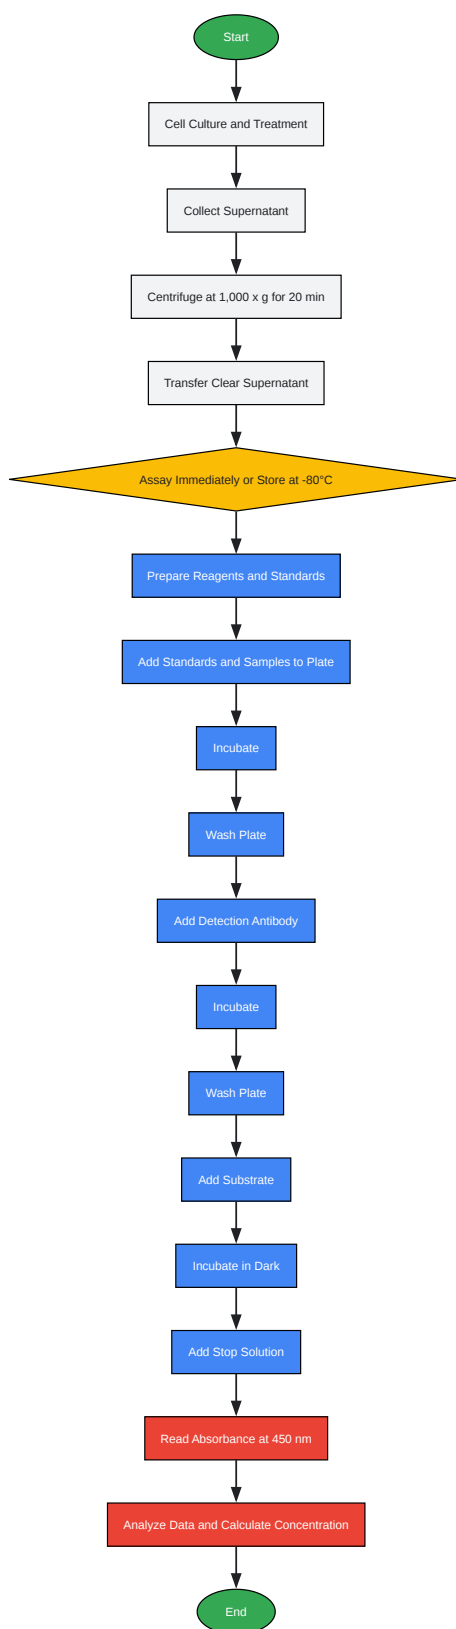 Start
Cell Culture and Treatment
Collect Supernatant
Centrifuge at 1,000 x g for 20 min
Transfer Clear Supernatant
Assay Immediately or Store at -80°C
Prepare Reagents and Standards
Add Standards and Samples to Plate
Incubate
Wash Plate
Add Detection Antibody
Incubate
Wash Plate
Add Substrate
Incubate in Dark
Add Stop Solution
Read Absorbance at 450 nm
Analyze Data and Calculate Concentration
End